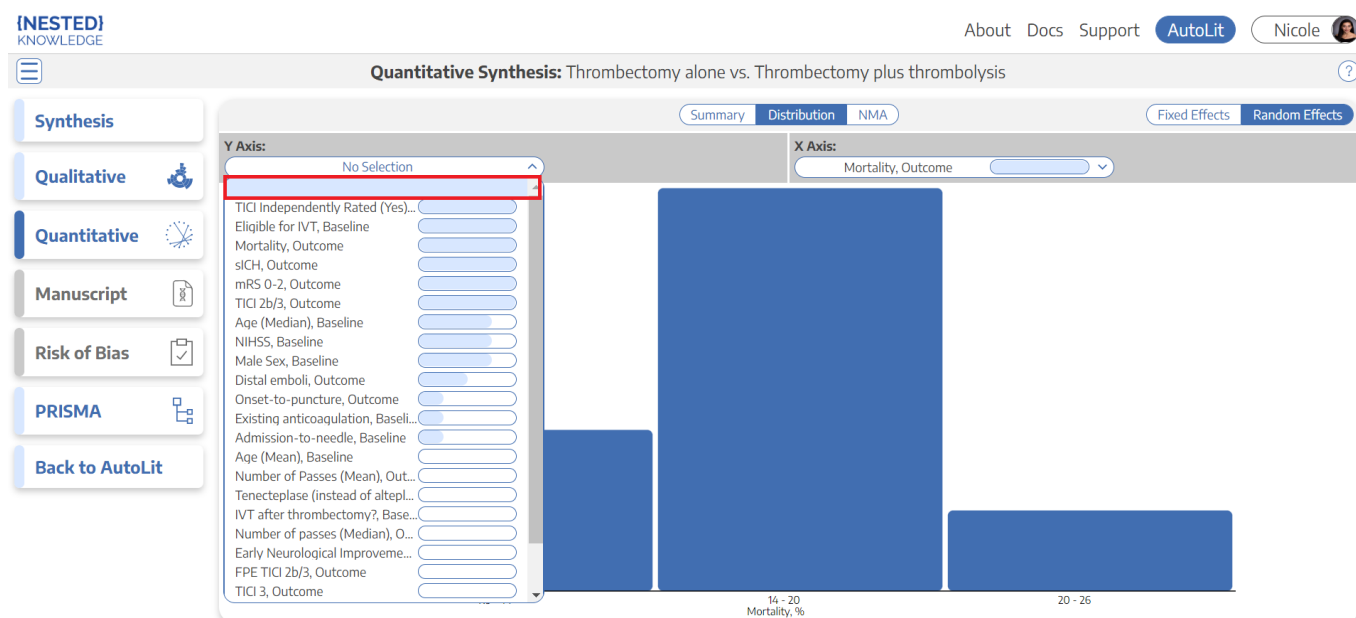 {NESTED}
KNOWLEDGE
About Docs Support AutoLit Nicole
Quantitative Synthesis: Thrombectomy alone vs. Thrombectomy plus thrombolysis
?
Synthesis
Qualitative
Quantitative
Manuscript
Risk of Bias
PRISMA
Back to AutoLit
Summary Distribution NMA
Fixed Effects Random Effects
Y Axis:
No Selection
X Axis:
Mortality, Outcome
TICI Independently Rated (Yes)...
Eligible for IVT, Baseline
Mortality, Outcome
sICH, Outcome
mRS 0-2, Outcome
TICI 2b/3, Outcome
Age (Median), Baseline
NIHSS, Baseline
Male Sex, Baseline
Distal emboli, Outcome
Onset-to-puncture, Outcome
Existing anticoagulation, Baseli...
Admission-to-needle, Baseline
Age (Mean), Baseline
Number of Passes (Mean), Out...
Tenecteplase (instead of altepl...
IVT after thrombectomy?, Base...
Number of passes (Median), O...
Early Neurological Improveme...
FPE TICI 2b/3, Outcome
TICI 3, Outcome
14 - 20
20 - 26
Mortality, %